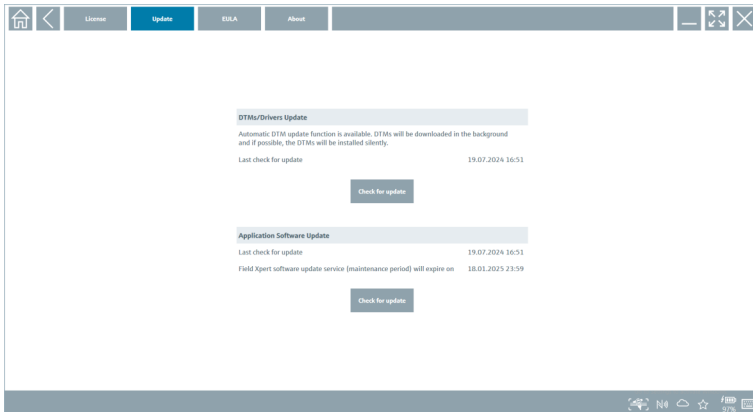 License Update EULA About
DTMs/Drivers Update
Automatic DTM update function is available. DTMs will be downloaded in the background
and if possible, the DTMs will be installed silently.
Last check for update 19.07.2024 16:51
Check for update
Application Software Update
Last check for update 19.07.2024 16:51
Field Xpert software update service (maintenance period) will expire on 18.01.2025 23:59
Check for update
97%